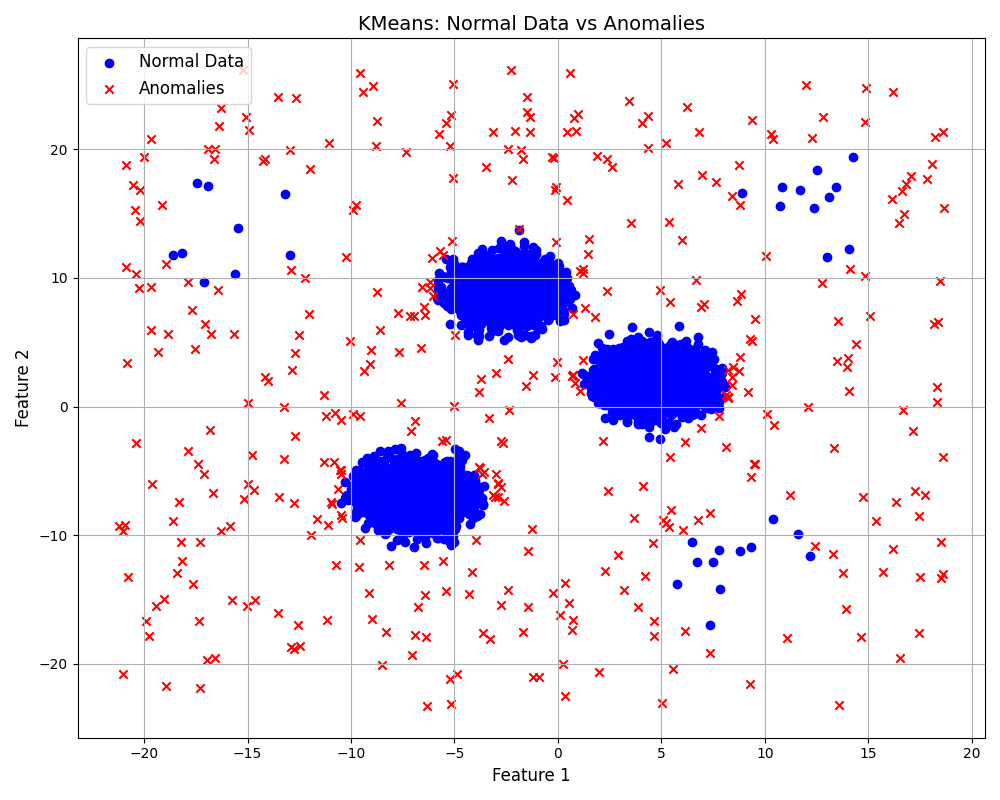 KMeans: Normal Data vs Anomalies
Normal Data
Anomalies
20
10
0
−10
−20
Feature 2
−20 −15 −10 −5 0 5 10 15 20
Feature 1